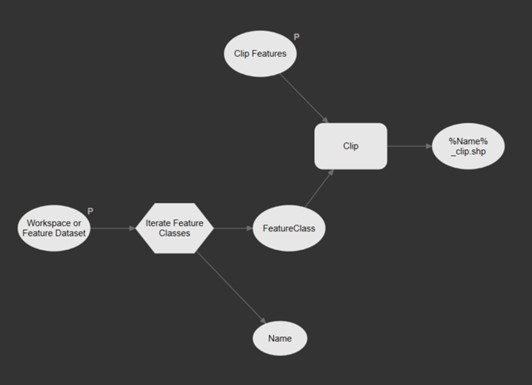 P
Clip Features
Clip
%Name%
_clip.shp
P
Workspace or
Feature Dataset
Iterate Feature
Classes
FeatureClass
Name